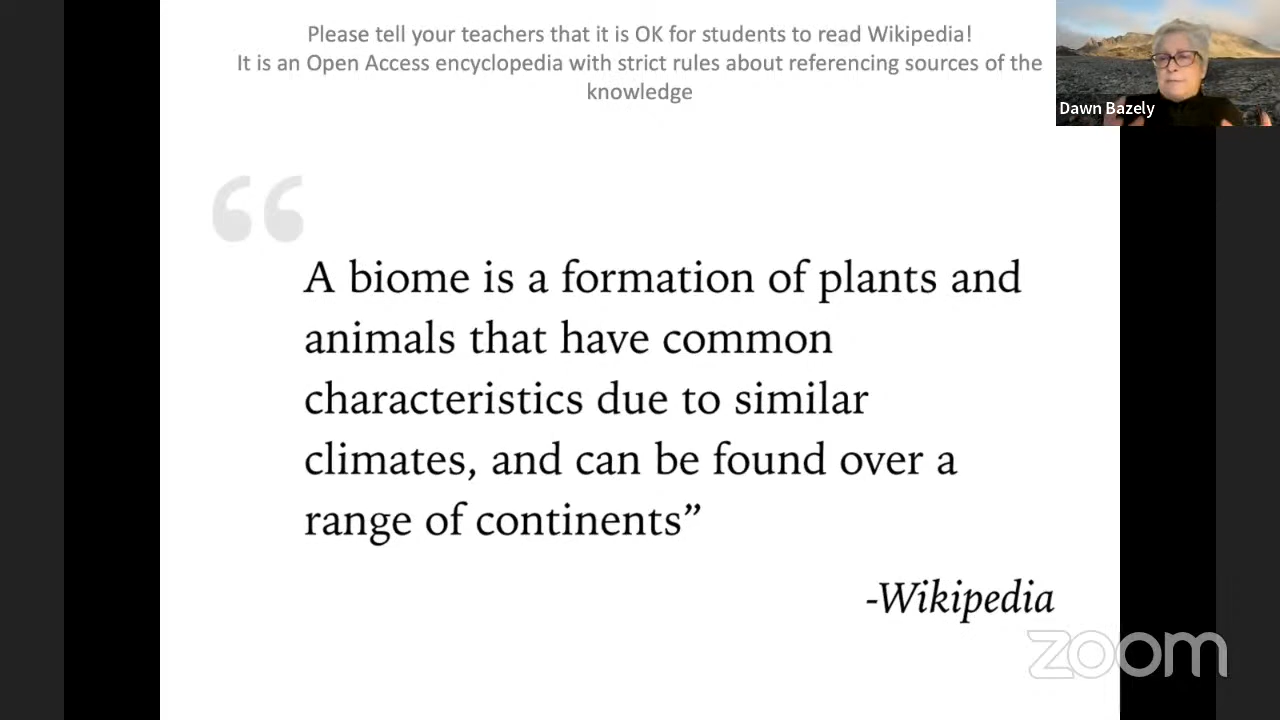 Please tell your teachers that it is OK for students to read Wikipedia!
It is an Open Access encyclopedia with strict rules about referencing sources of the
knowledge
Dawn Bazely
“
A biome is a formation of plants and
animals that have common
characteristics due to similar
climates, and can be found over a
range of continents”
-Wikipedia
zoom